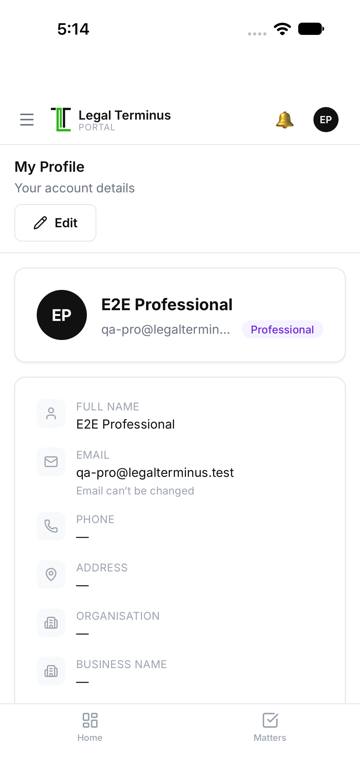 5:14
Legal Terminus
PORTAL
EP
My Profile
Your account details
Edit
EP
E2E Professional
qa-pro@legaltermin...
Professional
FULL NAME
E2E Professional
EMAIL
qa-pro@legalterminus.test
Email can't be changed
PHONE
—
ADDRESS
—
ORGANISATION
—
BUSINESS NAME
—
Home
Matters